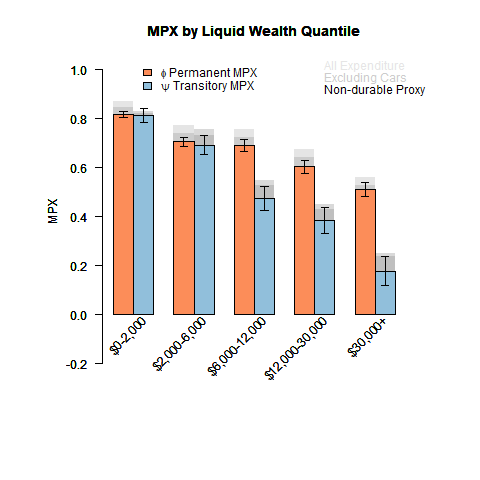 MPX by Liquid Wealth Quantile
ϕ Permanent MPX
Ψ Transitory MPX
All Expenditure
Excluding Cars
Non-durable Proxy
MPX
1.0
0.8
0.6
0.4
0.2
0.0
-0.2
$0-2,000
$2,000-6,000
$6,000-12,000
$12,000-30,000
$30,000+